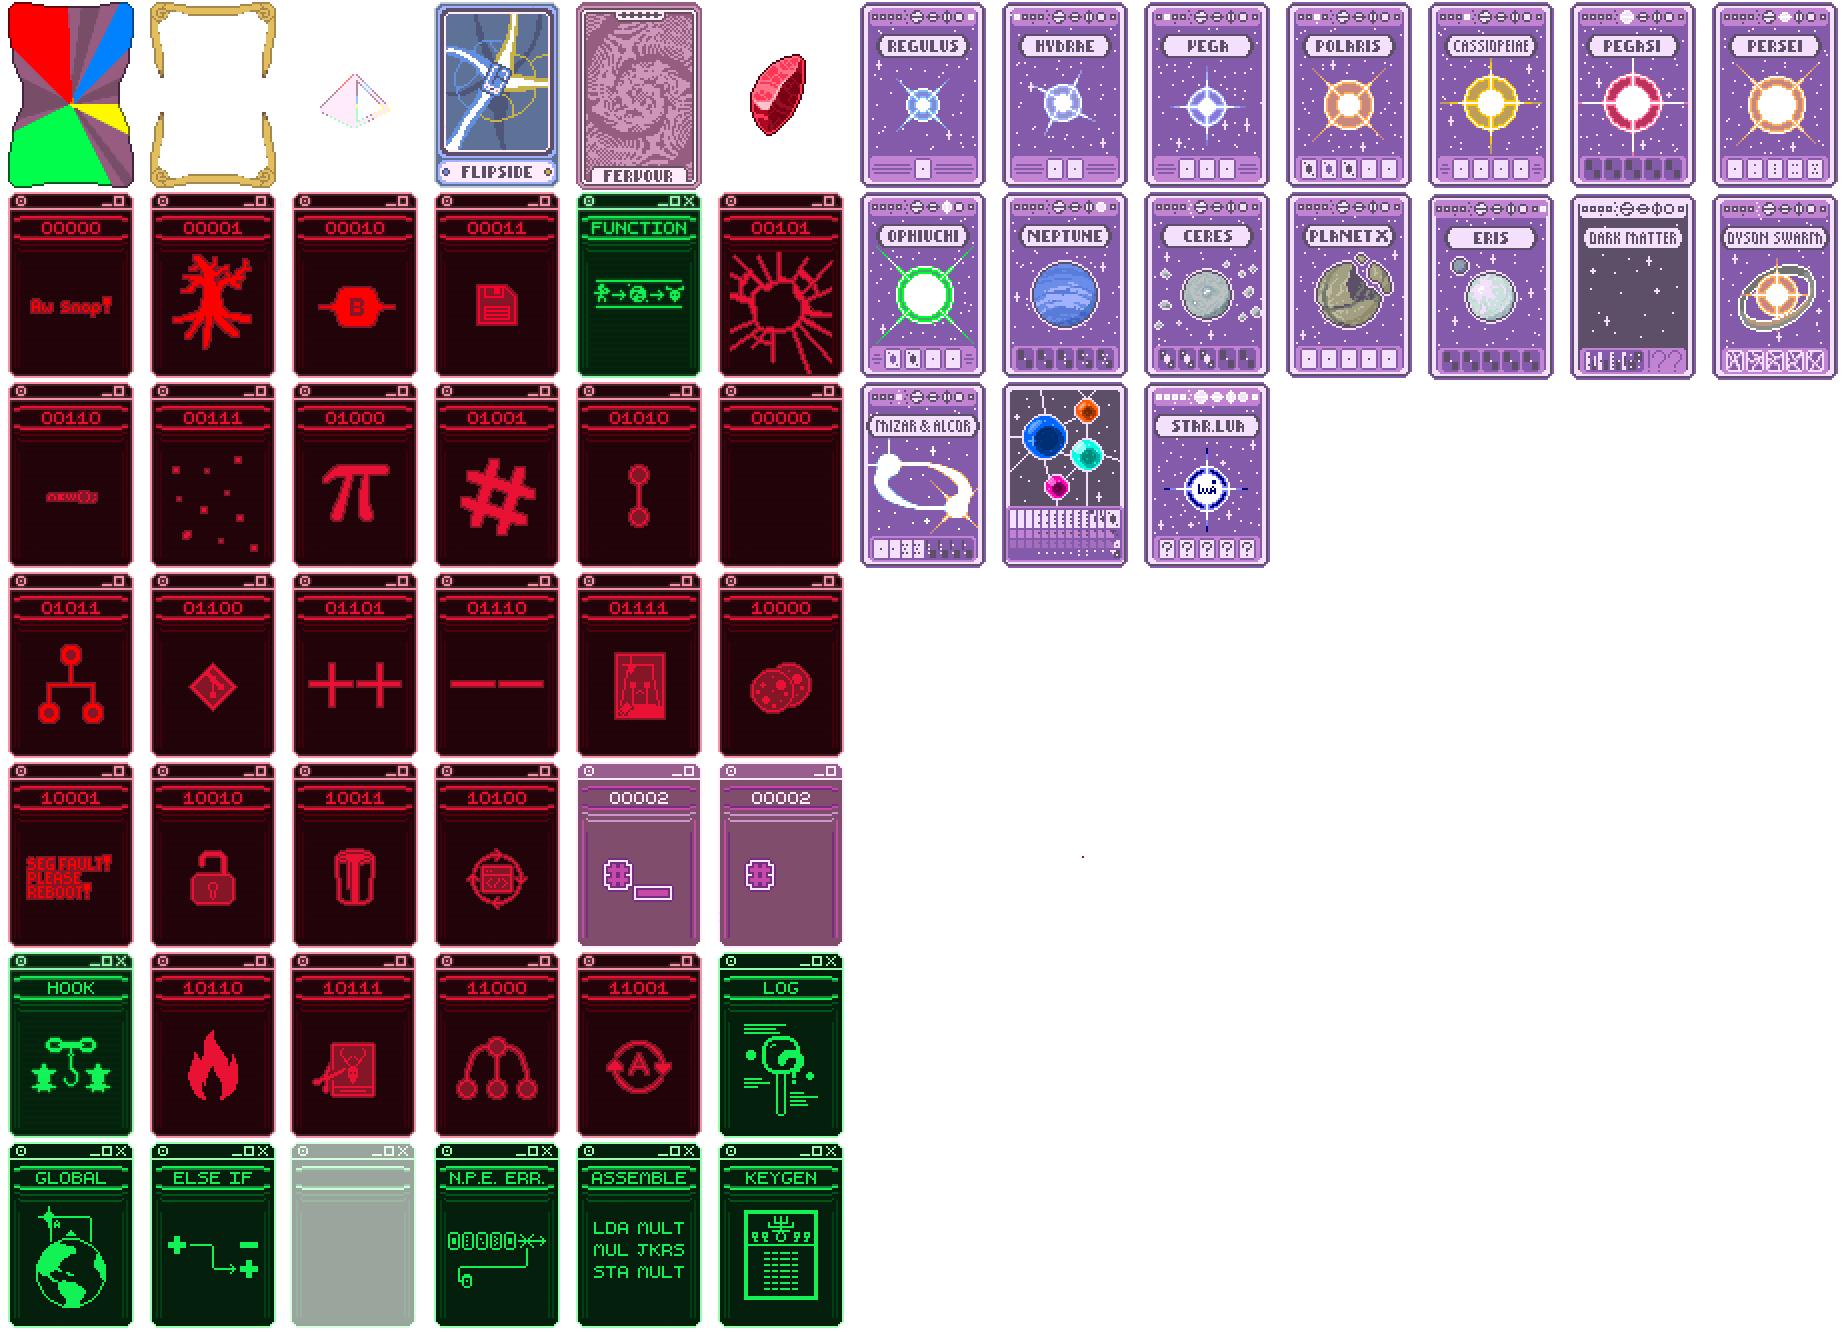 FLIPSIDE
FERVOUR
REGULUS
HYDRAE
VEGA
POLARIS
CASSIOPEIAE
PEGASI
PERSEI
00000
00001
00010
00011
FUNCTION
00101
OPHIUCHI
NEPTUNE
CERES
PLANET X
ERIS
DARK MATTER
DYSON SWARM
Aw Snap!
B
??
00110
00111
01000
01001
01010
00000
MIZAR & ALCOR
STAR.LUA
new();
π
#
Lua
? ? ? ? ?
01011
01100
01101
01110
01111
10000
++
10001
10010
10011
10100
00002
00002
SEG FAULT!
PLEASE
REBOOT!
</>
#
#
HOOK
10110
10111
11000
11001
LOG
A
GLOBAL
ELSE IF
N.P.E. ERR.
ASSEMBLE
KEYGEN
A
LDA MULT
MUL JKRS
STA MULT